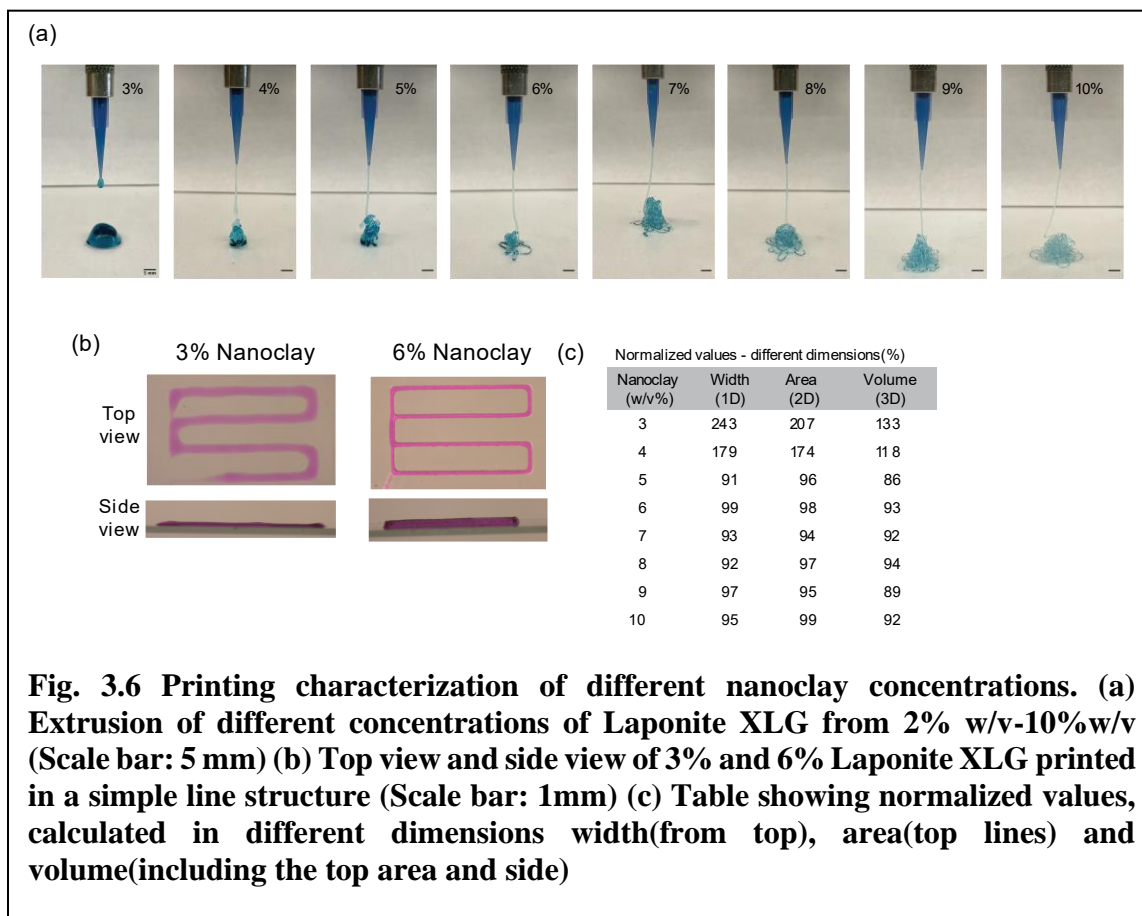 (a)
3%
4%
5%
6%
7%
8%
9%
10%
5 mm
(b)
3% Nanoclay
6% Nanoclay
Top
view
Side
view
(c)
Normalized values - different dimensions(%)
Nanoclay Width Area Volume
(w/v%) (1D) (2D) (3D)
3 243 207 133
4 179 174 118
5 91 96 86
6 99 98 93
7 93 94 92
8 92 97 94
9 97 95 89
10 95 99 92
Fig. 3.6 Printing characterization of different nanoclay concentrations. (a)
Extrusion of different concentrations of Laponite XLG from 2% w/v-10%w/v
(Scale bar: 5 mm) (b) Top view and side view of 3% and 6% Laponite XLG printed
in a simple line structure (Scale bar: 1mm) (c) Table showing normalized values,
calculated in different dimensions width(from top), area(top lines) and
volume(including the top area and side)